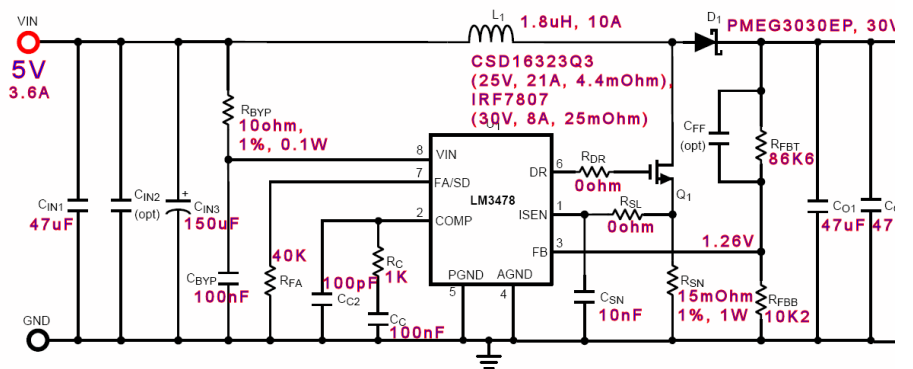 VIN
5V
3.6A
L1
1.8uH, 10A
D1
PMEG3030EP, 30V
CSD16323Q3
(25V, 21A, 4.4mOhm),
IRF7807
(30V, 8A, 25mOhm)
U1
RBYP
10ohm,
1%, 0.1W
CFF
(opt)
RFBT
86K6
8
VIN
7
FA/SD
2
COMP
LM3478
DR
6
ISEN
1
FB
3
PGND
5
AGND
4
RDR
0ohm
Q1
RSL
0ohm
1.26V
CIN1
47uF
CIN2
(opt)
+
CIN3
150uF
CO1
47uF
47
CBYP
100nF
40K
RFA
100pF
CC2
RC
1K
CC
100nF
CSN
10nF
RSN
15mOhm
1%, 1W
RFBB
10K2
GND